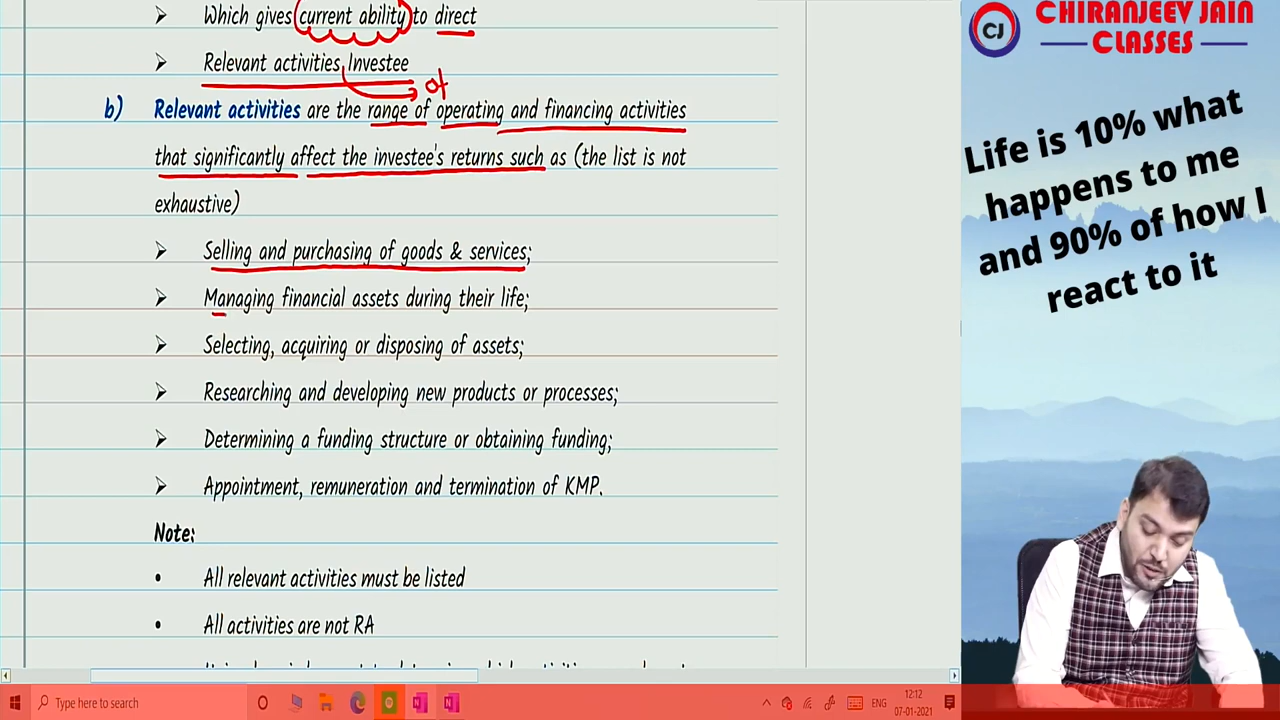 ➢ Which gives current ability to direct
➢ Relevant activities Investee
of
b) Relevant activities are the range of operating and financing activities
that significantly affect the investee's returns such as (the list is not
exhaustive)
➢ Selling and purchasing of goods & services;
➢ Managing financial assets during their life;
➢ Selecting, acquiring or disposing of assets;
➢ Researching and developing new products or processes;
➢ Determining a funding structure or obtaining funding;
➢ Appointment, remuneration and termination of KMP.
Note:
• All relevant activities must be listed
• All activities are not RA
CJ
CHIRANJEEV JAIN
CLASSES
Life is 10% what
happens to me
and 90% of how I
react to it
Type here to search
ENG
12:12
07-01-2021